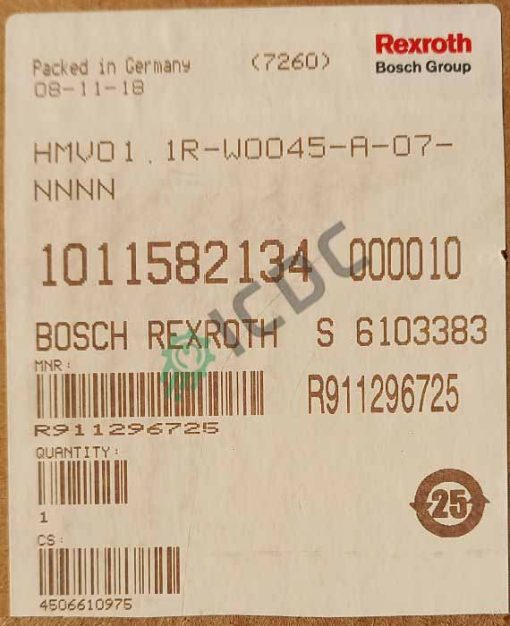 Rexroth
Bosch Group
Packed in Germany (7260)
08-11-18
HMV01.1R-W0045-A-07-
NNNN
1011582134 000010
ICDC
BOSCH REXROTH S 6103383
MNR:
R911296725
R911296725
QUANTITY:
1
25
CS:
4506610975